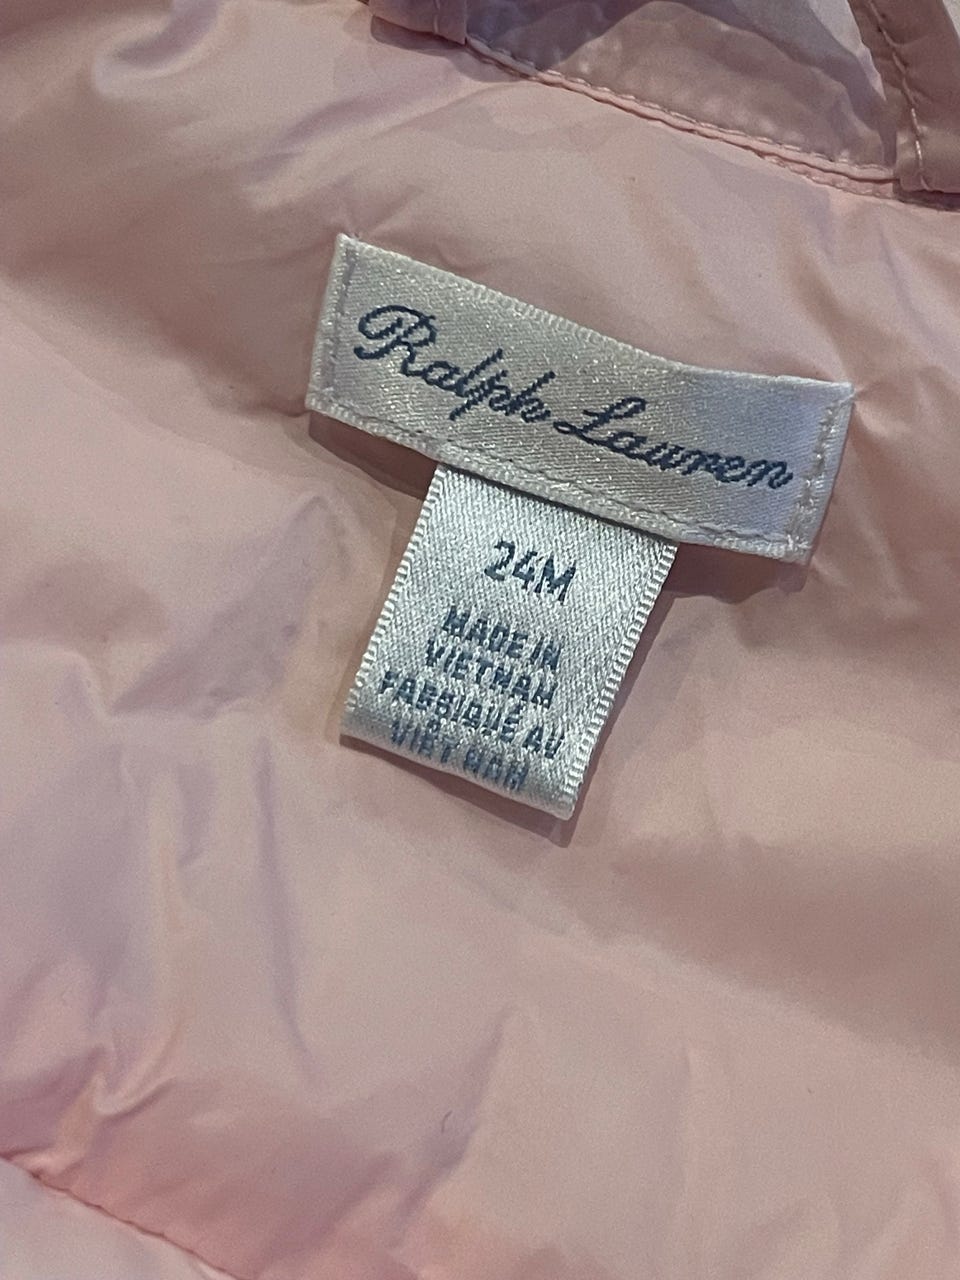 Ralph Lauren
24M
MADE IN
VIETNAM
FABRIQUÉ AU
VIET NAM